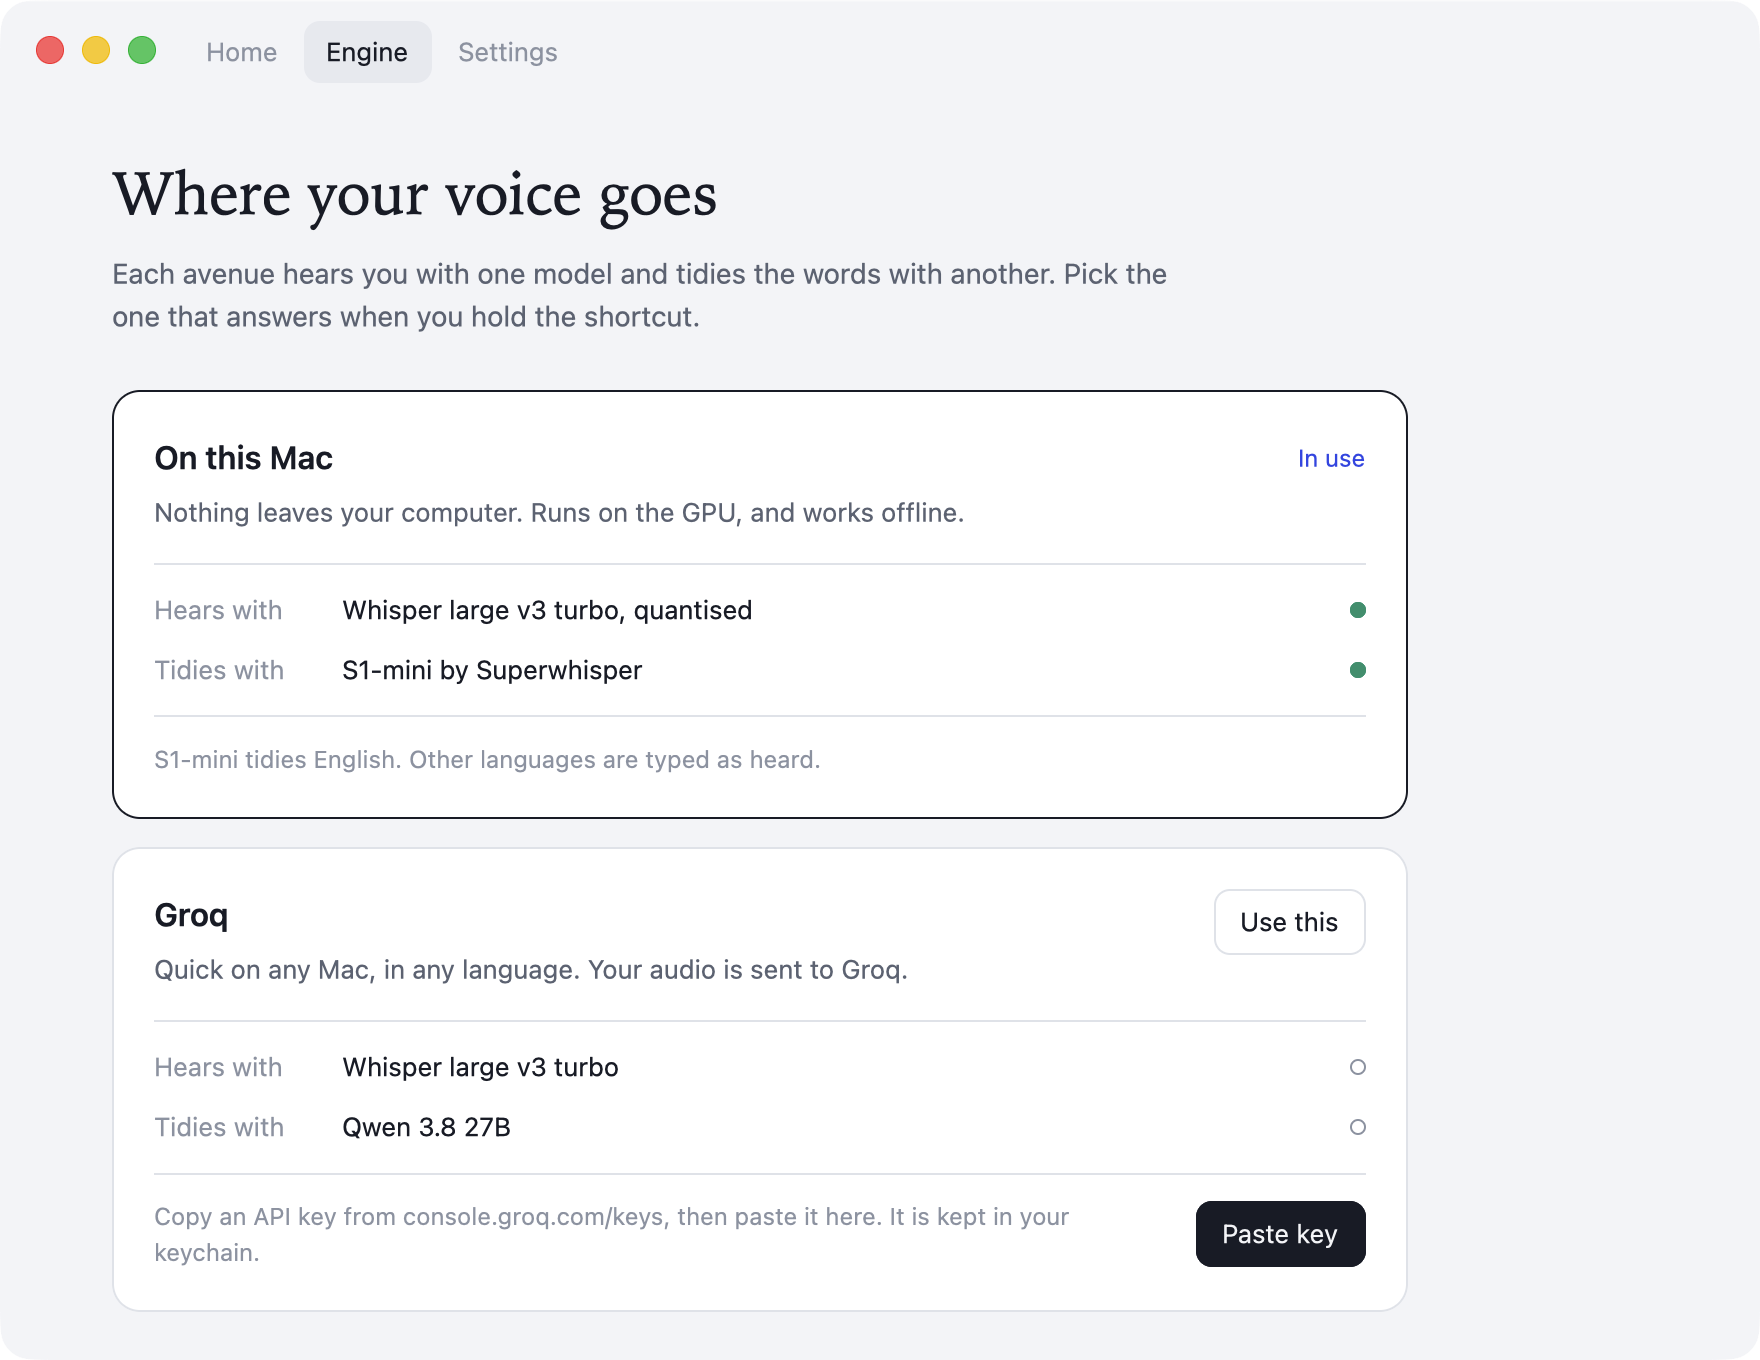 Home Engine Settings
Where your voice goes
Each avenue hears you with one model and tidies the words with another. Pick the
one that answers when you hold the shortcut.
On this Mac In use
Nothing leaves your computer. Runs on the GPU, and works offline.
Hears with Whisper large v3 turbo, quantised
Tidies with S1-mini by Superwhisper
S1-mini tidies English. Other languages are typed as heard.
Groq Use this
Quick on any Mac, in any language. Your audio is sent to Groq.
Hears with Whisper large v3 turbo
Tidies with Qwen 3.8 27B
Copy an API key from console.groq.com/keys, then paste it here. It is kept in your
keychain.
Paste key